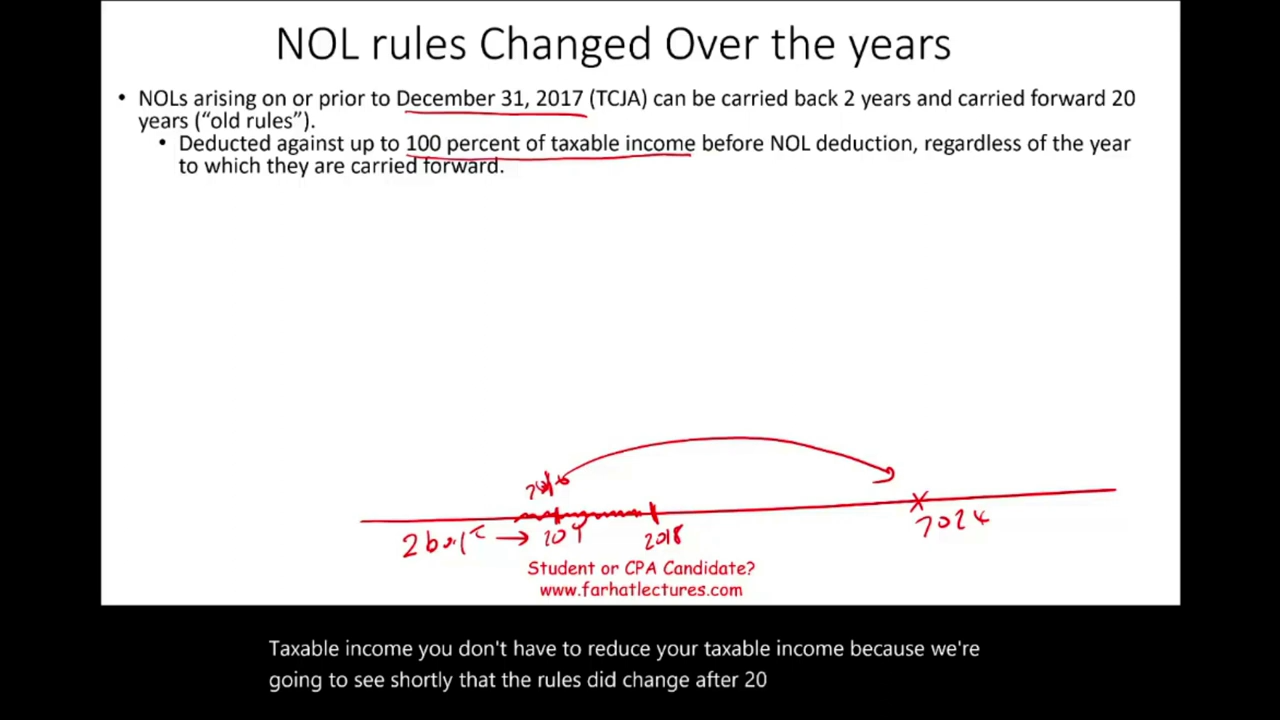 NOL rules Changed Over the years
• NOLs arising on or prior to December 31, 2017 (TCJA) can be carried back 2 years and carried forward 20
years (“old rules”).
• Deducted against up to 100 percent of taxable income before NOL deduction, regardless of the year
to which they are carried forward.
2018
2024
Student or CPA Candidate?
www.farhatlectures.com
Taxable income you don't have to reduce your taxable income because we're
going to see shortly that the rules did change after 20